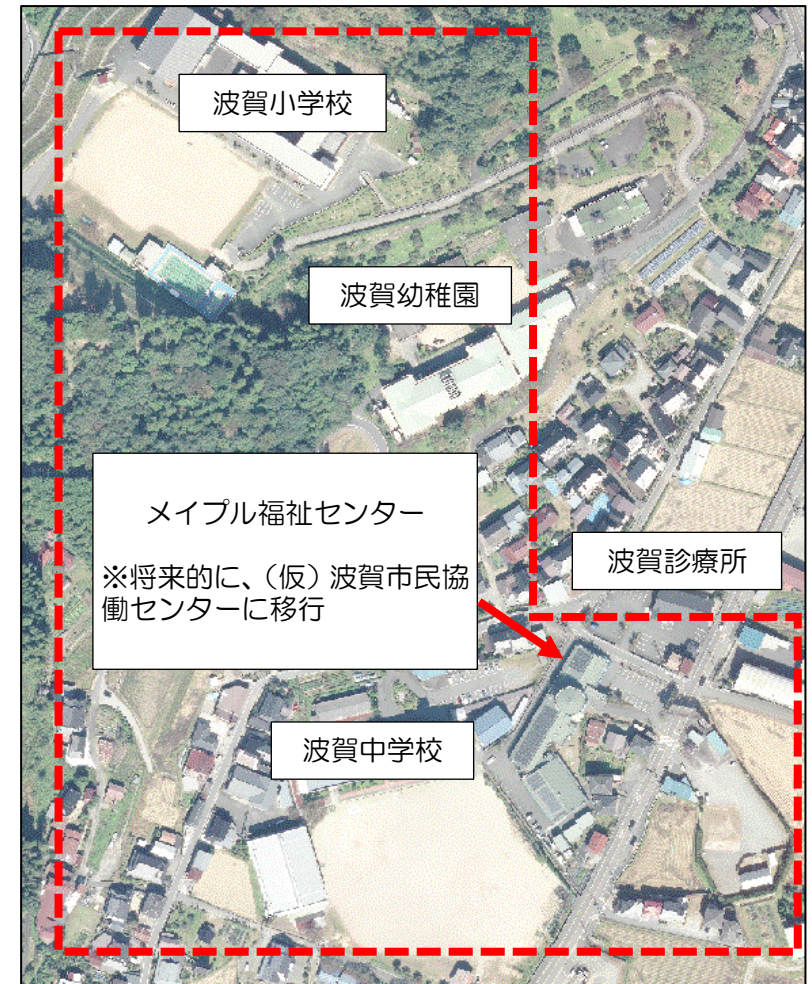 波賀小学校
波賀幼稚園
メイプル福祉センター
※将来的に、（仮）波賀市民協
働センターに移行
波賀診療所
波賀中学校